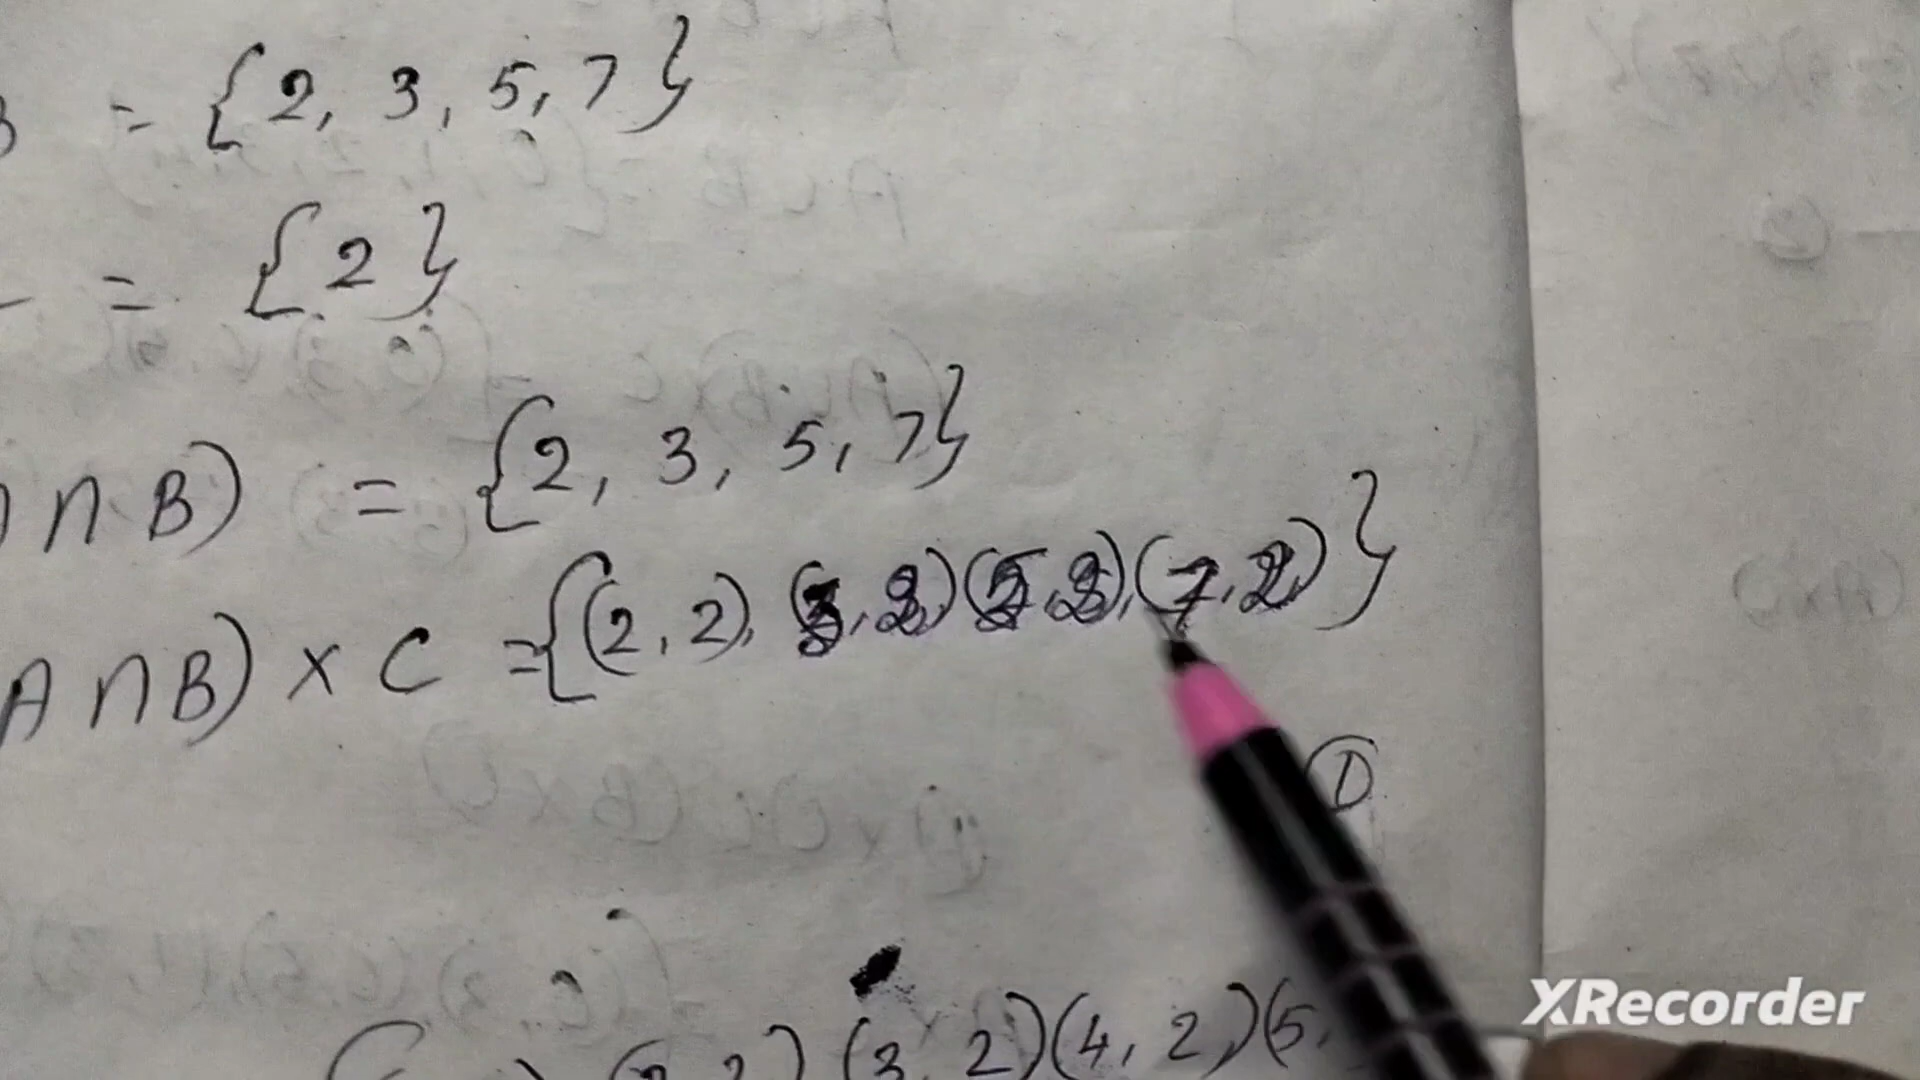 B = {2, 3, 5, 7}
= {2}
∩ B) = {2, 3, 5, 7}
A ∩ B) × C = {(2, 2), (3, 2) (5, 2), (7, 2)}
①
(3, 2) (4, 2) (5,
XRecorder